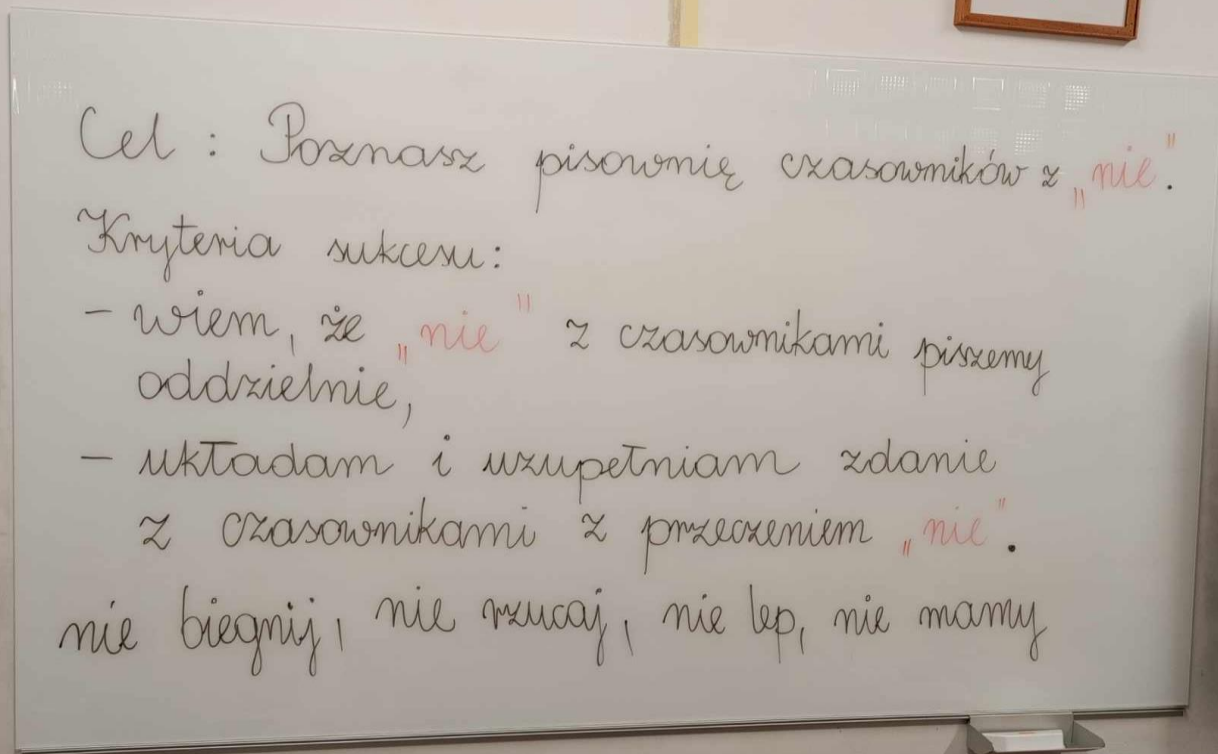 Cel : Poznasz pisownię czasowników z „nie".
Kryteria sukcesu:
- wiem, że „nie" z czasownikami piszemy
oddzielnie,
- układam i uzupełniam zdanie
z czasownikami z przeczeniem „nie".
nie biegnij, nie rzucaj, nie lep, nie mamy